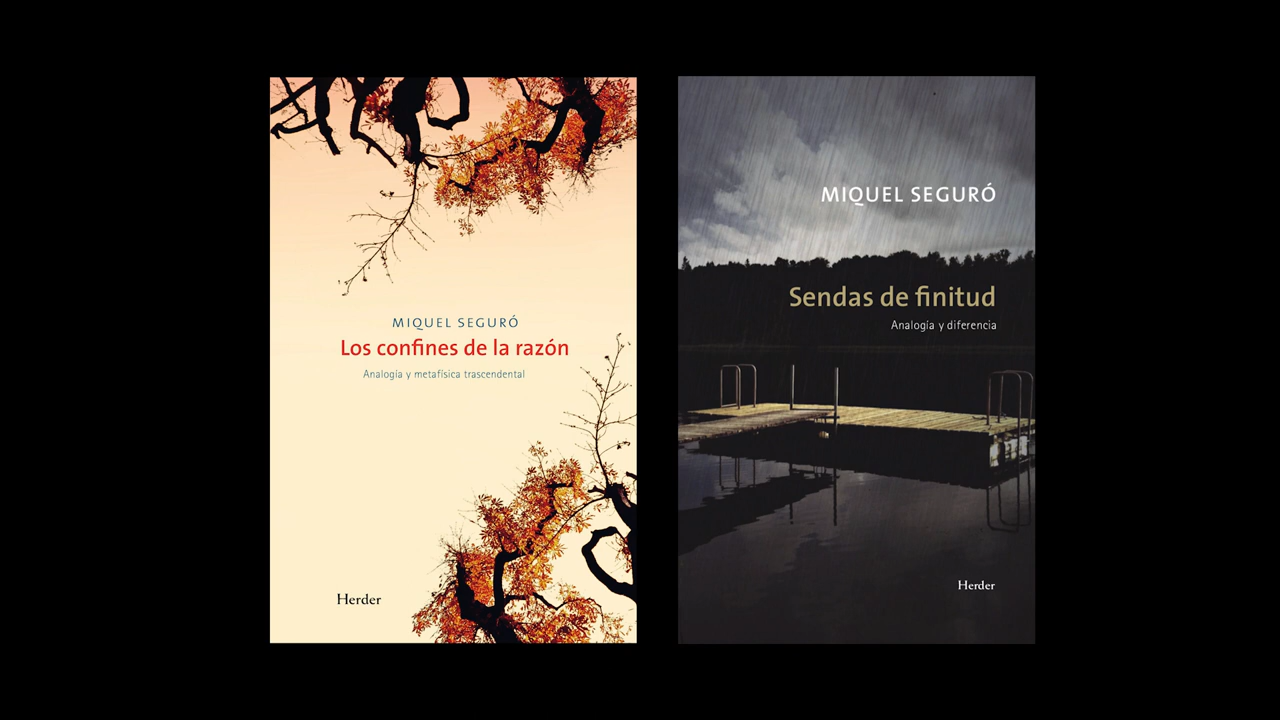 MIQUEL SEGURÓ
Los confines de la razón
Analogía y metafísica trascendental
Herder
MIQUEL SEGURÓ
Sendas de finitud
Analogía y diferencia
Herder